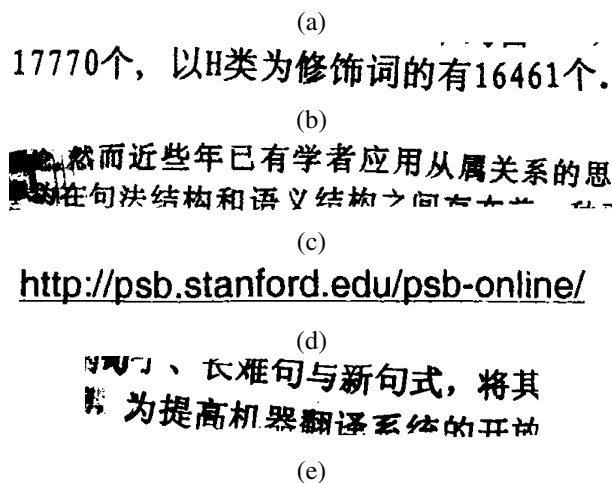 (a)
17770个, 以H类为修饰词的有16461个.
(b)
然而近些年已有学者应用从属关系的思
在句法结构和语义结构之间存在着一种
(c)
http://psb.stanford.edu/psb-online/
(d)
、长难句与新句式, 将其
为提高机器翻译系统的开放
(e)